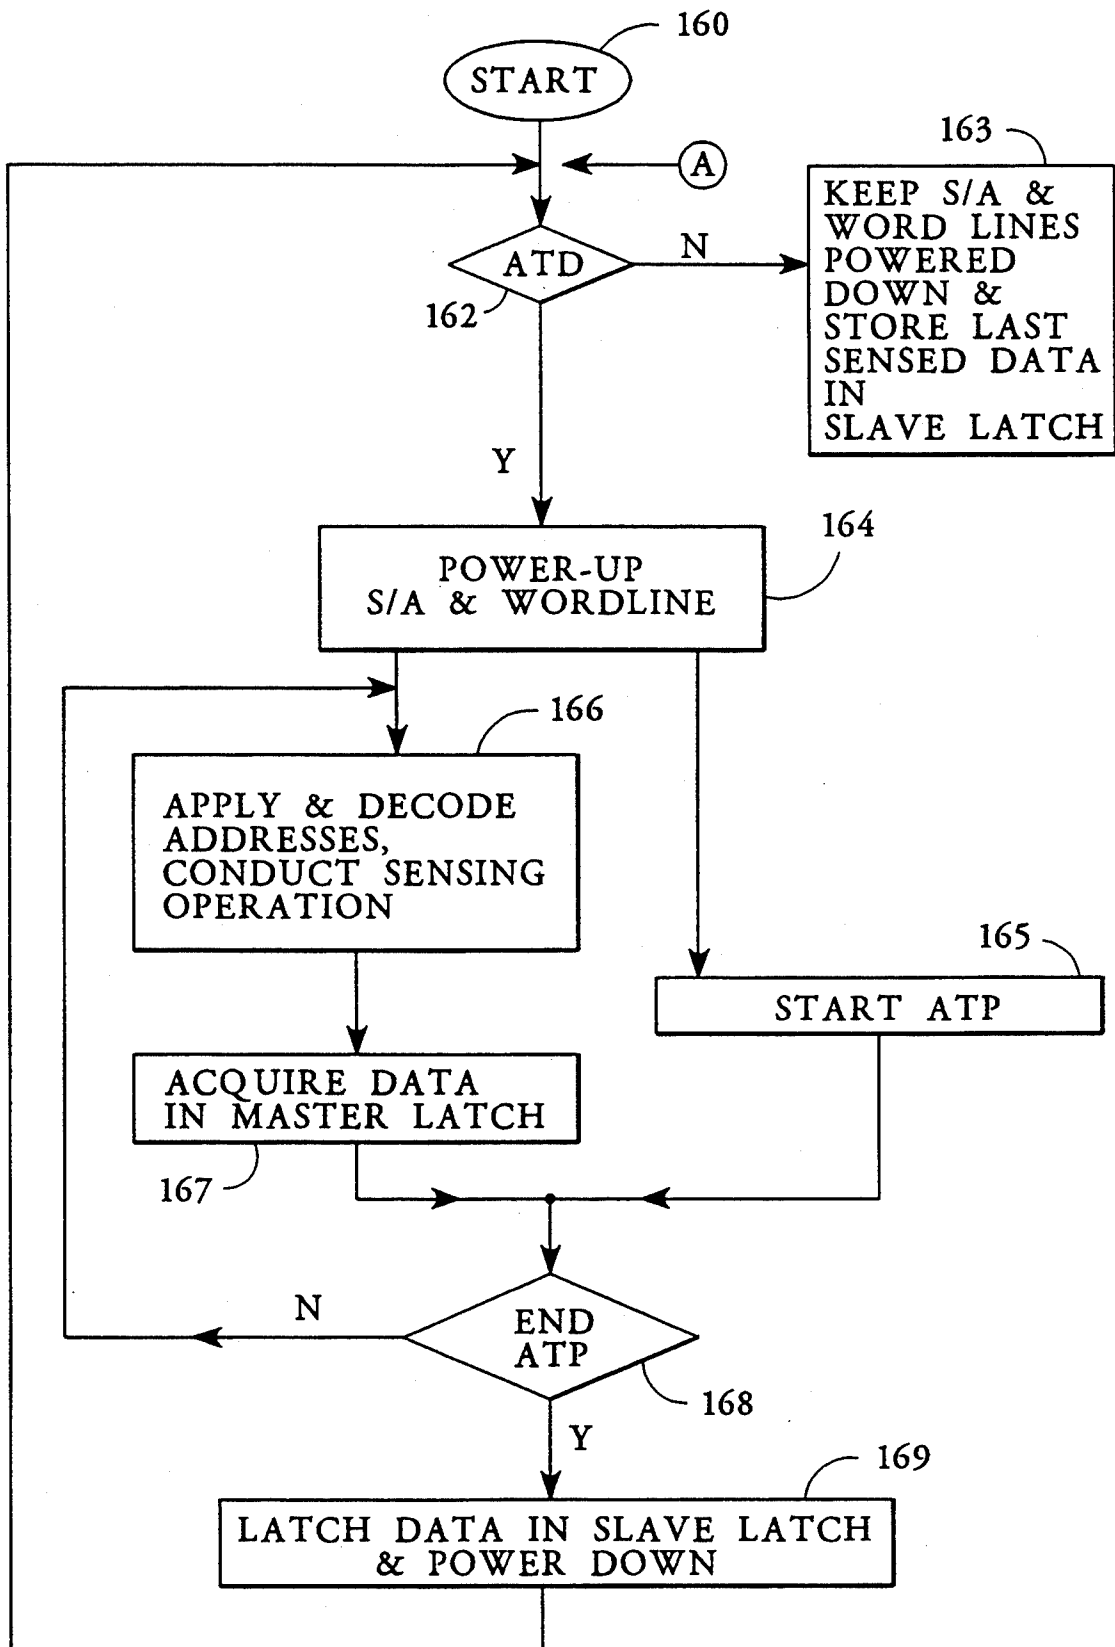 160
START
A
163
KEEP S/A &
WORD LINES
POWERED
DOWN &
STORE LAST
SENSED DATA
IN
SLAVE LATCH
ATD
N
162
Y
164
POWER-UP
S/A & WORDLINE
166
APPLY & DECODE
ADDRESSES,
CONDUCT SENSING
OPERATION
165
START ATP
ACQUIRE DATA
IN MASTER LATCH
167
N
END
ATP
168
Y
169
LATCH DATA IN SLAVE LATCH
& POWER DOWN